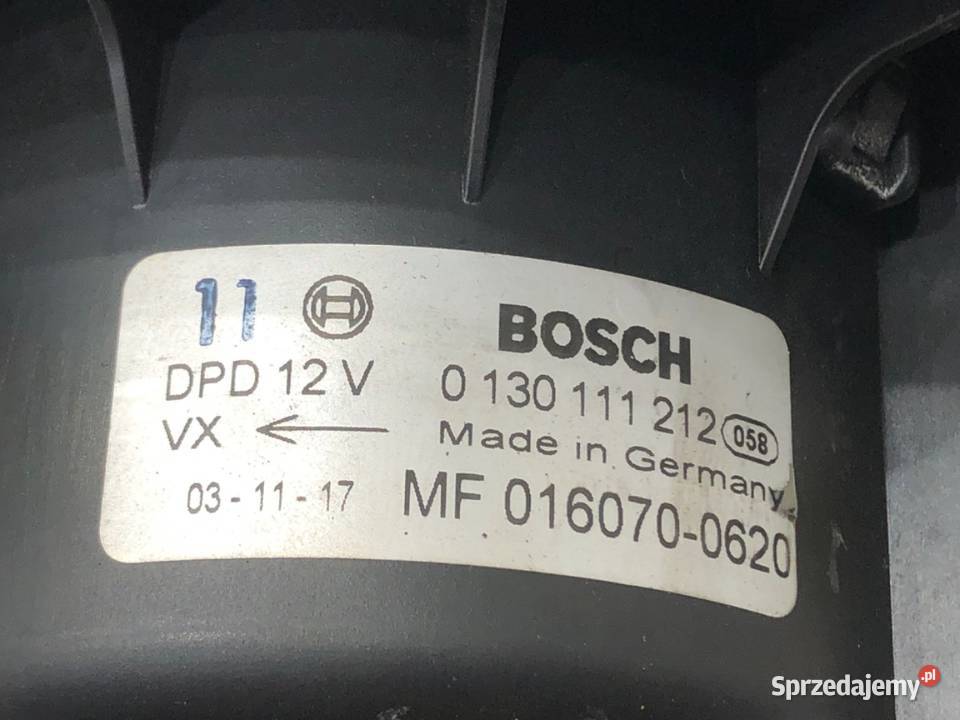 11 BOSCH
DPD 12 V 0 130 111 212 058
VX Made in Germany
03 - 11 - 17 MF 016070-0620
Sprzedajemy.pl